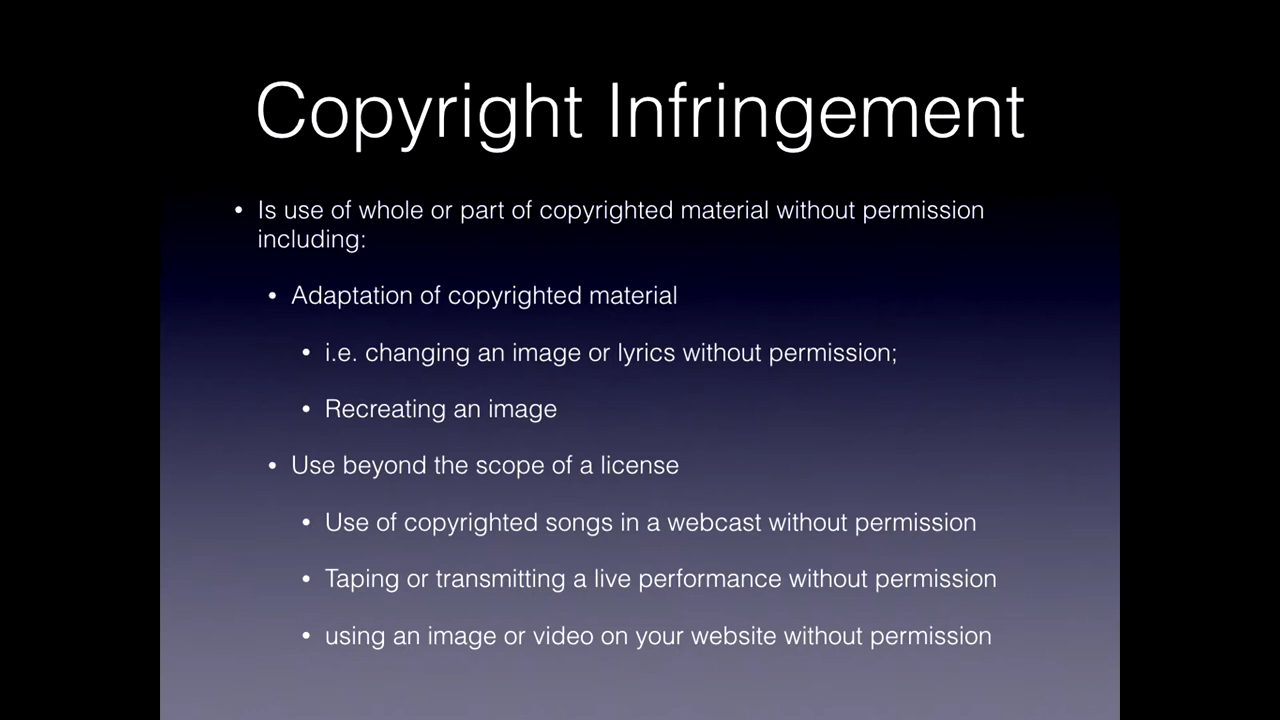 Copyright Infringement
• Is use of whole or part of copyrighted material without permission
including:
• Adaptation of copyrighted material
• i.e. changing an image or lyrics without permission;
• Recreating an image
• Use beyond the scope of a license
• Use of copyrighted songs in a webcast without permission
• Taping or transmitting a live performance without permission
• using an image or video on your website without permission